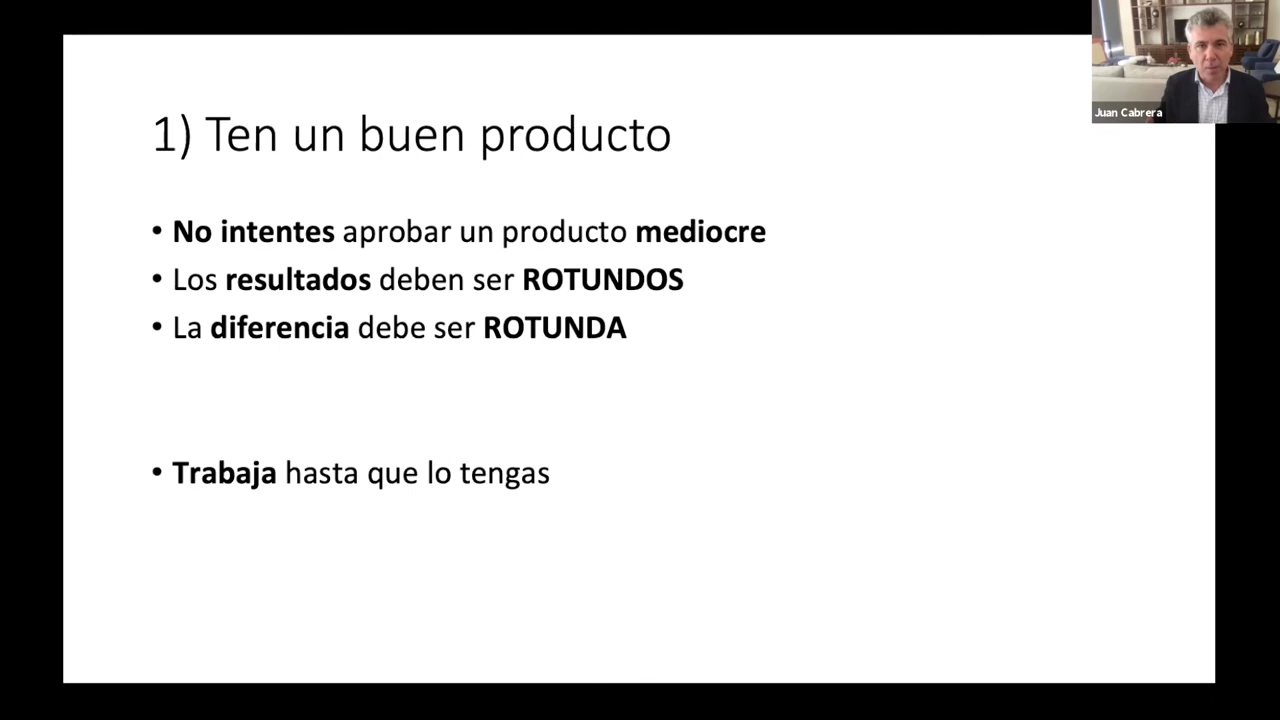 1) Ten un buen producto
• No intentes aprobar un producto mediocre
• Los resultados deben ser ROTUNDOS
• La diferencia debe ser ROTUNDA
• Trabaja hasta que lo tengas
Juan Cabrera